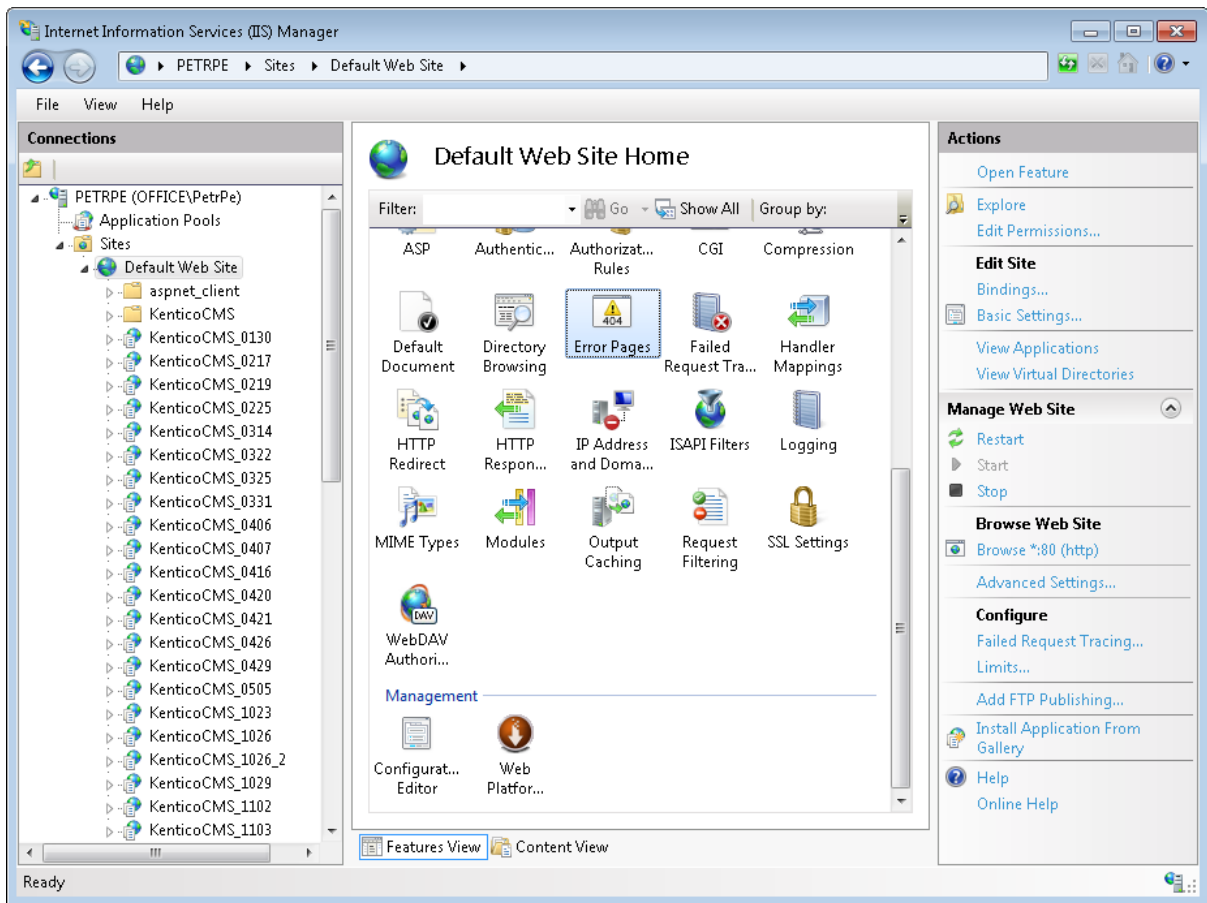 Internet Information Services (IIS) Manager
PETRPE Sites Default Web Site
File View Help
Connections
PETRPE (OFFICE\PetrPe)
Application Pools
Sites
Default Web Site
aspnet_client
KenticoCMS
KenticoCMS_0130
KenticoCMS_0217
KenticoCMS_0219
KenticoCMS_0225
KenticoCMS_0314
KenticoCMS_0322
KenticoCMS_0325
KenticoCMS_0331
KenticoCMS_0406
KenticoCMS_0407
KenticoCMS_0416
KenticoCMS_0420
KenticoCMS_0421
KenticoCMS_0426
KenticoCMS_0429
KenticoCMS_0505
KenticoCMS_1023
KenticoCMS_1026
KenticoCMS_1026_2
KenticoCMS_1029
KenticoCMS_1102
KenticoCMS_1103
Default Web Site Home
Filter: Go Show All Group by:
ASP Authentic... Authorizat... CGI Compression
Rules
404
Default Directory Error Pages Failed Handler
Document Browsing Request Tra... Mappings
HTTP HTTP IP Address ISAPI Filters Logging
Redirect Respon... and Doma...
MIME Types Modules Output Request SSL Settings
Caching Filtering
DAV
WebDAV
Authori...
Management
Configurat... Web
Editor Platfor...
Features View Content View
Actions
Open Feature
Explore
Edit Permissions...
Edit Site
Bindings...
Basic Settings...
View Applications
View Virtual Directories
Manage Web Site
Restart
Start
Stop
Browse Web Site
Browse *:80 (http)
Advanced Settings...
Configure
Failed Request Tracing...
Limits...
Add FTP Publishing...
Install Application From
Gallery
Help
Online Help
Ready